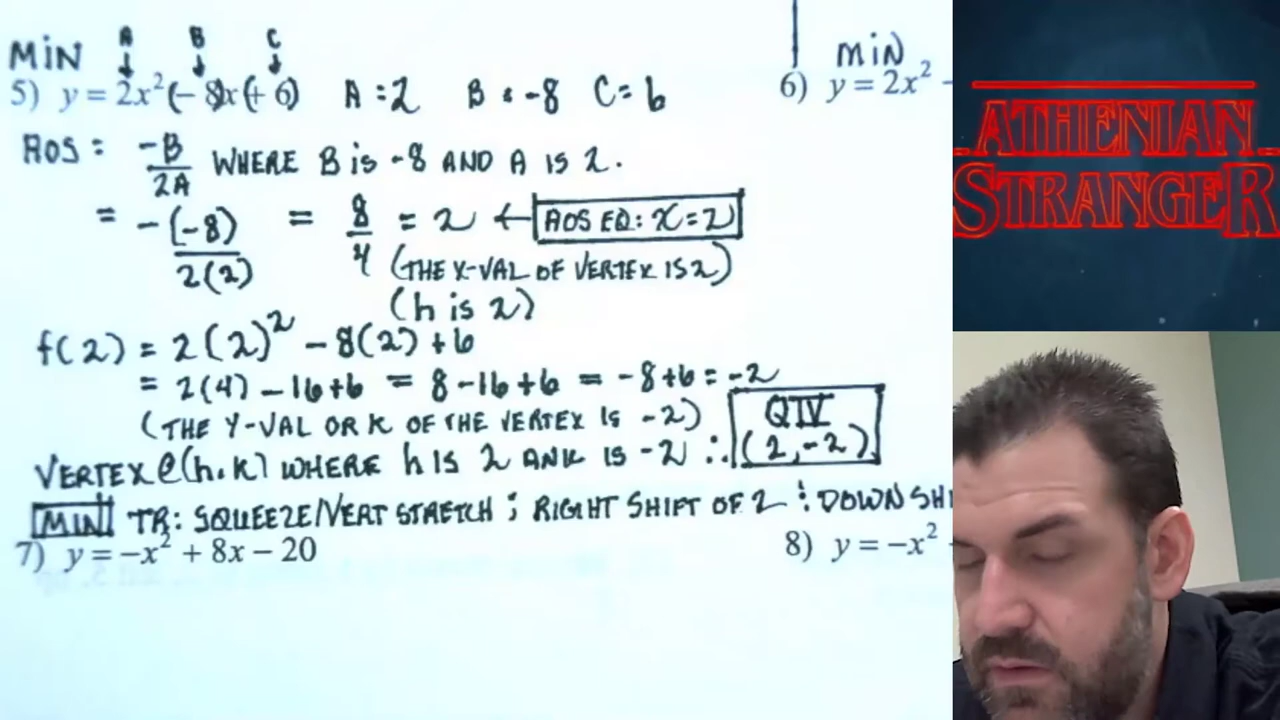 MIN A B C
5) y = 2x² (− 8)x (+ 6) A = 2 B = -8 C = 6
AOS = -B/2A WHERE B is -8 AND A IS 2.
= -(-8)/2(2) = 8/4 = 2 ← AOS EQ: X=2
(THE X-VAL OF VERTEX IS 2)
(h is 2)
f(2) = 2(2)² - 8(2) + 6
= 2(4) - 16+6 = 8-16+6 = -8+6 = -2
(THE Y-VAL OR K OF THE VERTEX IS -2)
QIV
VERTEX @(h,k) WHERE h IS 2 AN K IS -2 ∴ (2,-2)
MIN TR: SQUEEZE/VERT STRETCH ; RIGHT SHIFT OF 2 ; DOWN SHI
7) y = −x² + 8x − 20
min
6) y = 2x² -
8) y = −x² -
ATHENIAN
STRANGER